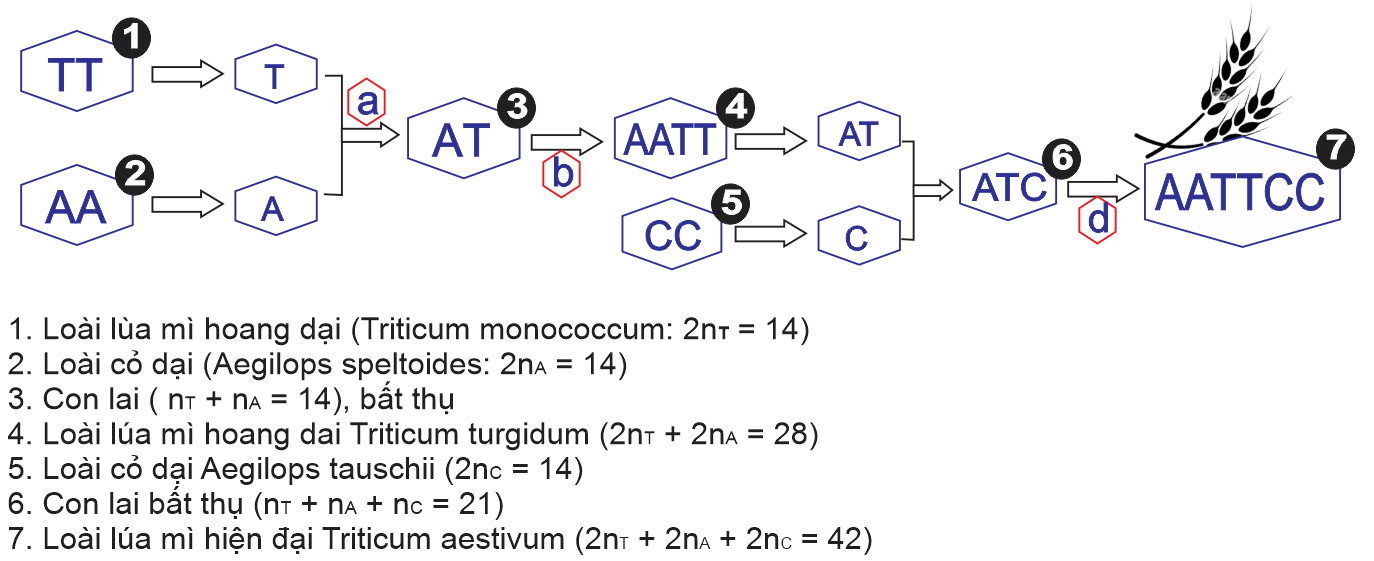 TT 1
T
a
AA 2
A
AT 3
b
AATT 4
AT
CC 5
C
ATC 6
d
AATTCC 7
1. Loài lùa mì hoang dại (Triticum monococcum: 2nT = 14)
2. Loài cỏ dại (Aegilops speltoides: 2nA = 14)
3. Con lai ( nT + nA = 14), bất thụ
4. Loài lúa mì hoang dai Triticum turgidum (2nT + 2nA = 28)
5. Loài cỏ dại Aegilops tauschii (2nC = 14)
6. Con lai bất thụ (nT + nA + nC = 21)
7. Loài lúa mì hiện đại Triticum aestivum (2nT + 2nA + 2nC = 42)